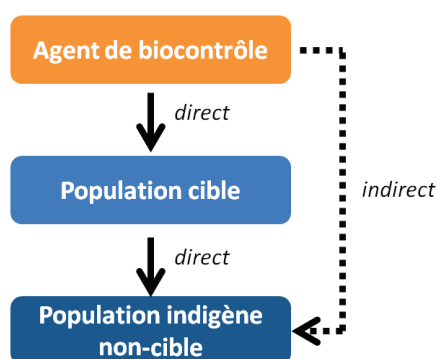 Agent de biocontrôle
direct
Population cible
indirect
direct
Population indigène
non-cible